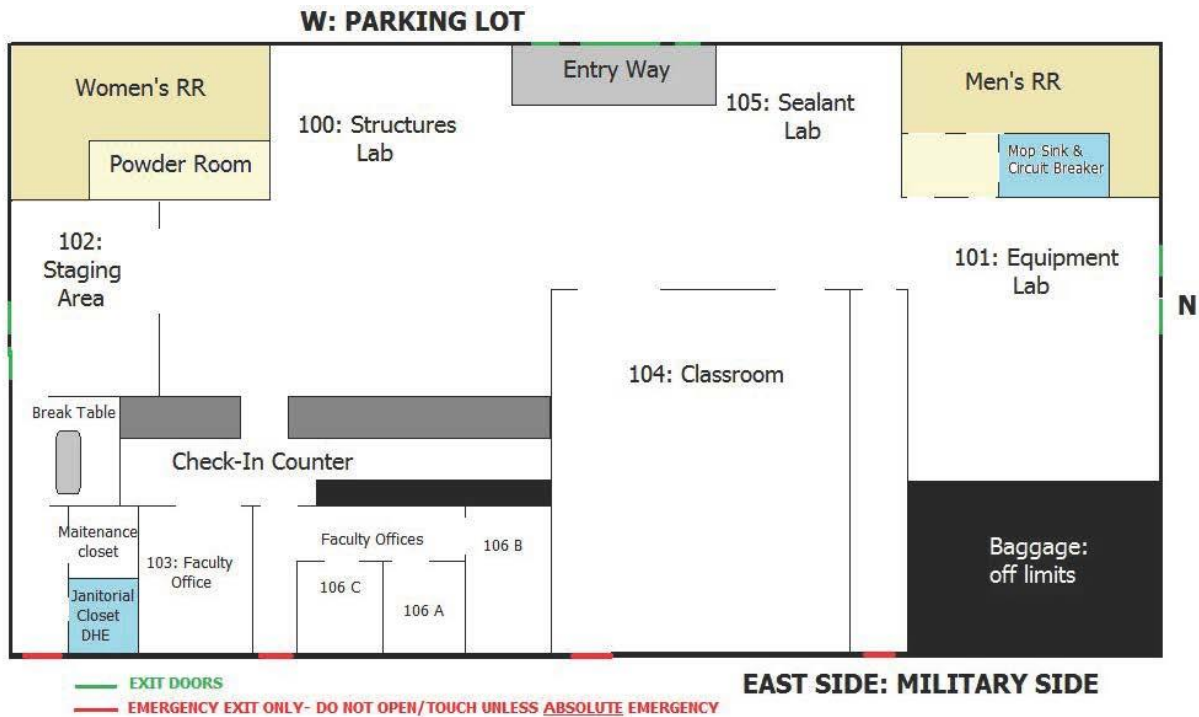 W: PARKING LOT
Women's RR
Entry Way
Men's RR
100: Structures
Lab
105: Sealant
Lab
Powder Room
Mop Sink &
Circuit Breaker
102:
Staging
Area
101: Equipment
Lab
N
104: Classroom
Break Table
Check-In Counter
Maitenance
closet
103: Faculty
Office
Faculty Offices
106 B
106 C
106 A
Janitorial
Closet
DHE
Baggage:
off limits
EAST SIDE: MILITARY SIDE
EXIT DOORS
EMERGENCY EXIT ONLY- DO NOT OPEN/TOUCH UNLESS ABSOLUTE EMERGENCY